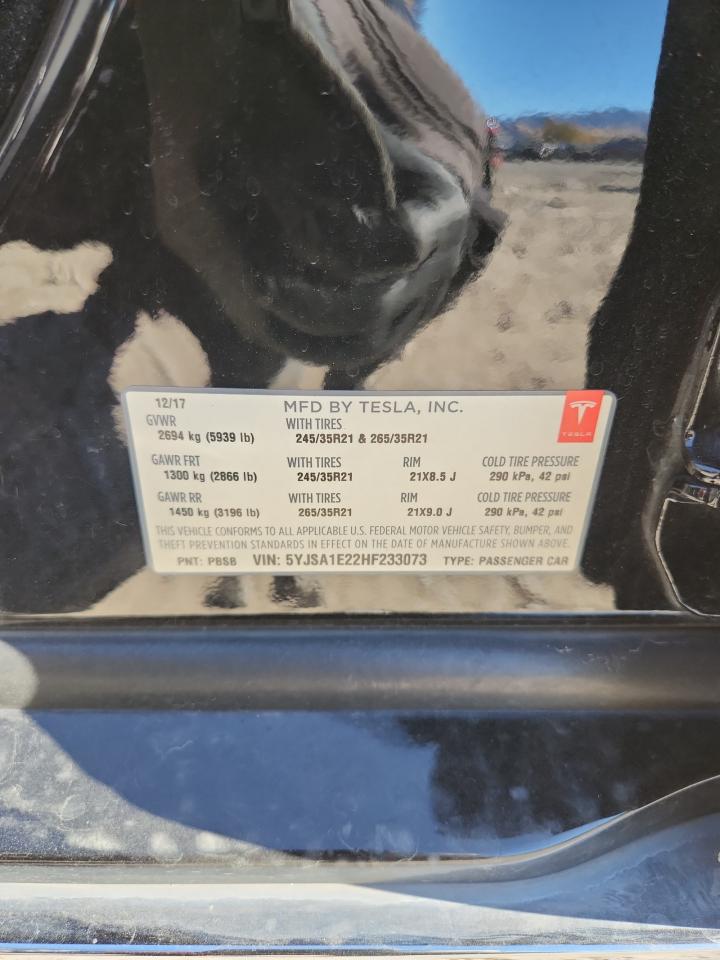 12/17 MFD BY TESLA, INC.
GVWR WITH TIRES
2694 kg (5939 lb) 245/35R21 & 265/35R21
TESLA
GAWR FRT WITH TIRES RIM COLD TIRE PRESSURE
1300 kg (2866 lb) 245/35R21 21X8.5 J 290 kPa, 42 psi
GAWR RR WITH TIRES RIM COLD TIRE PRESSURE
1450 kg (3196 lb) 265/35R21 21X9.0 J 290 kPa, 42 psi
THIS VEHICLE CONFORMS TO ALL APPLICABLE U.S. FEDERAL MOTOR VEHICLE SAFETY, BUMPER, AND
THEFT PREVENTION STANDARDS IN EFFECT ON THE DATE OF MANUFACTURE SHOWN ABOVE.
PNT: PBSB VIN: 5YJSA1E22HF233073 TYPE: PASSENGER CAR